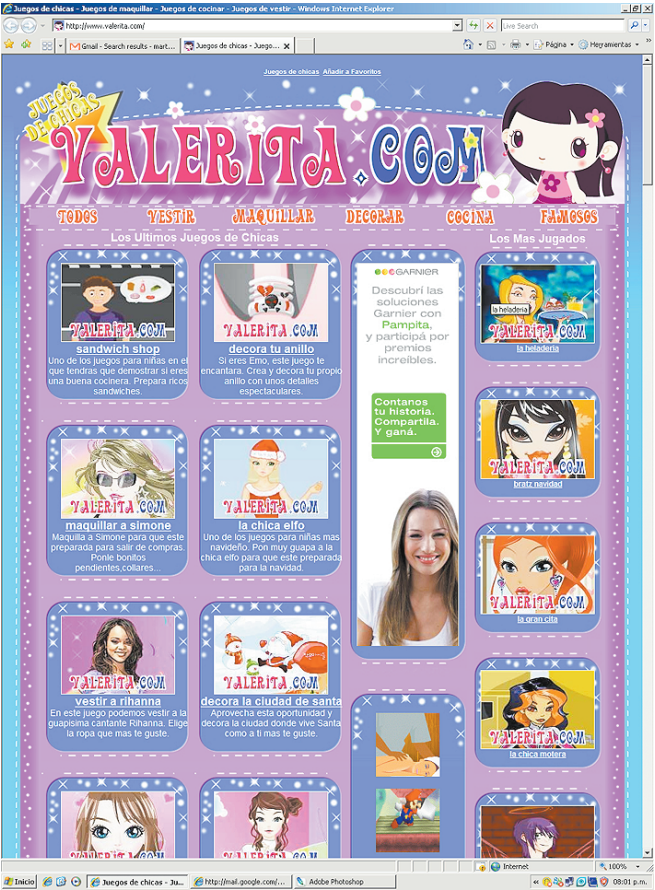 Juegos de chicas - Juegos de maquillar - Juegos de cocinar - Juegos de vestir - Windows Internet Explorer
http://www.valerita.com/
Live Search
Gmail - Search results - mart...
Juegos de chicas - Juego...
Página
Herramientas
Juegos de chicas Añadir a Favoritos
JUEGOS
DE CHICAS
VALERITA.COM
TODOS VESTIR MAQUILLAR DECORAR COCINA FAMOSOS
Los Ultimos Juegos de Chicas
Los Mas Jugados
VALERITA.COM
sandwich shop
Uno de los juegos para niñas en el
que tendras que demostrar si eres
una buena cocinera. Prepara ricos
sandwiches.
VALERITA.COM
decora tu anillo
Si eres Emo, este juego te
encantara. Crea y decora tu propio
anillo con unos detalles
espectaculares.
GARNIER
Descubrí las
soluciones
Garnier con
Pampita,
y participá por
premios
increíbles.
Contanos
tu historia.
Compartila.
Y ganá.
la heladeria
VALERITA.COM
la heladeria
VALERITA.COM
bratz navidad
VALERITA.COM
maquillar a simone
Maquilla a Simone para que este
preparada para salir de compras.
Ponle bonitos
pendientes,collares...
VALERITA.COM
la chica elfo
Uno de los juegos para niñas mas
navideño. Pon muy guapa a la
chica elfo para que este preparada
para la navidad.
VALERITA.COM
la gran cita
VALERITA.COM
vestir a rihanna
En este juego podemos vestir a la
guapisima cantante Rihanna. Elige
la ropa que mas te guste.
VALERITA.COM
decora la ciudad de santa
Aprovecha esta oportunidad y
decora la ciudad donde vive Santa
como a ti mas te guste.
VALERITA.COM
la chica motera
VALERITA.COM
VALERITA.COM
Internet
100%
Inicio
Juegos de chicas - Ju...
http://mail.google.com/...
Adobe Photoshop
08:01 p.m.